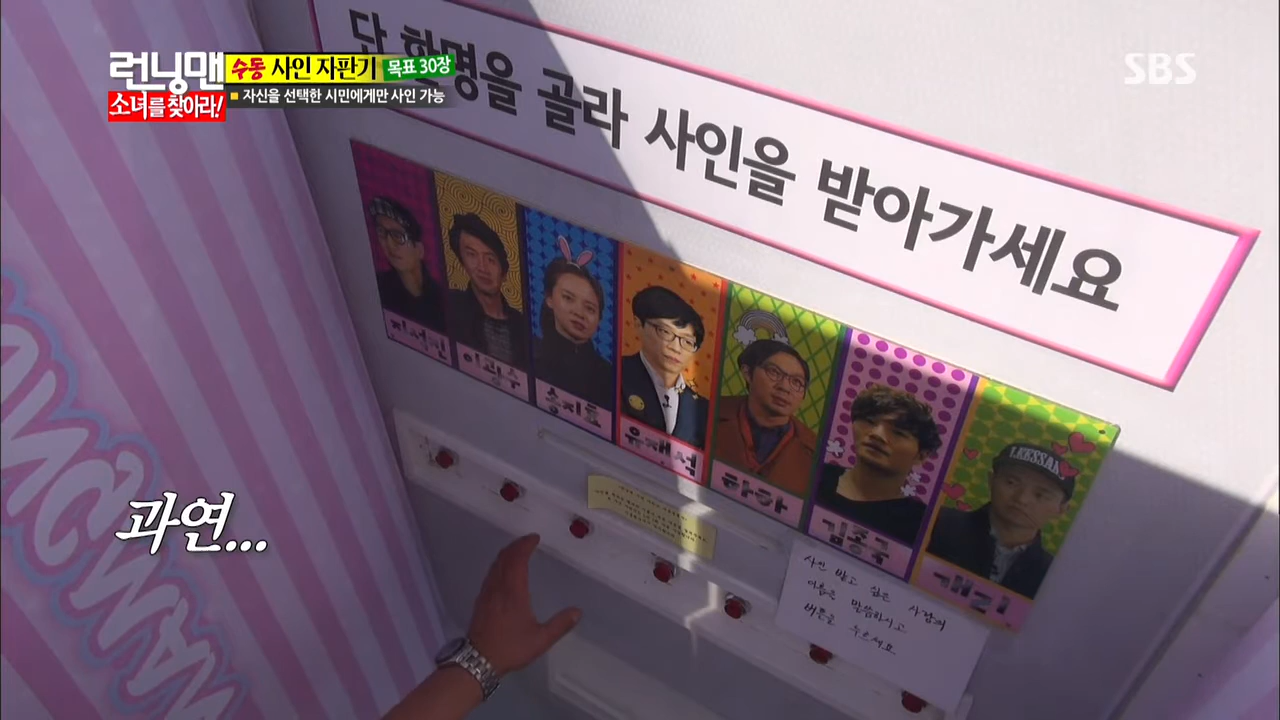 런닝맨
소녀를 찾아라!
수동 사인 자판기 목표 30장
자신을 선택한 시민에게만 사인 가능
SBS
단 한명을 골라 사인을 받아가세요
지석진
이광수
송지효
유재석
하하
김종국
개리
LEESSANG
사인 받고 싶은 사람의
이름을 말씀하시고
버튼을 누르세요
과연...